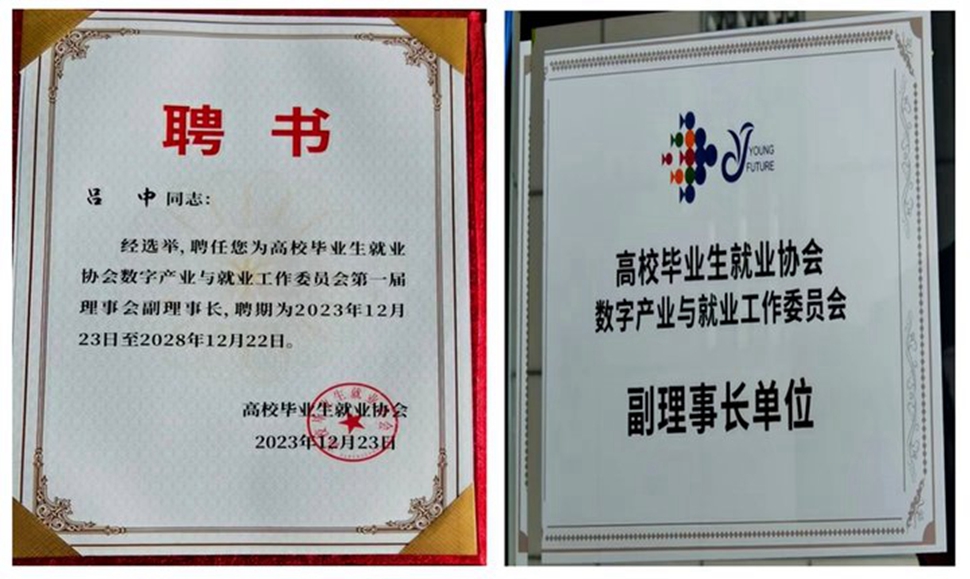 聘 书
吕 中 同志：
经选举，聘任您为高校毕业生就业
协会数字产业与就业工作委员会第一届
理事会副理事长，聘期为2023年12月
23日至2028年12月22日。
高校毕业生就业协会
2023年12月23日
YOUNG
FUTURE
高校毕业生就业协会
数字产业与就业工作委员会
副理事长单位